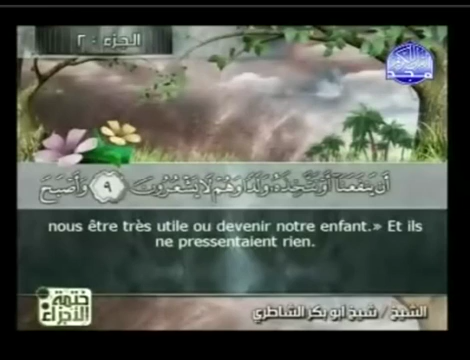 الجزء : ٢٠
المجد
أَن يَنفَعَنَآ أَوْ نَتَّخِذَهُۥ وَلَدًا وَهُمْ لَا يَشْعُرُونَ ٩ وَأَصْبَحَ
nous être très utile ou devenir notre enfant.» Et ils
ne pressentaient rien.
ختمة
الأجزاء
الشيخ / شيخ أبو بكر الشاطري